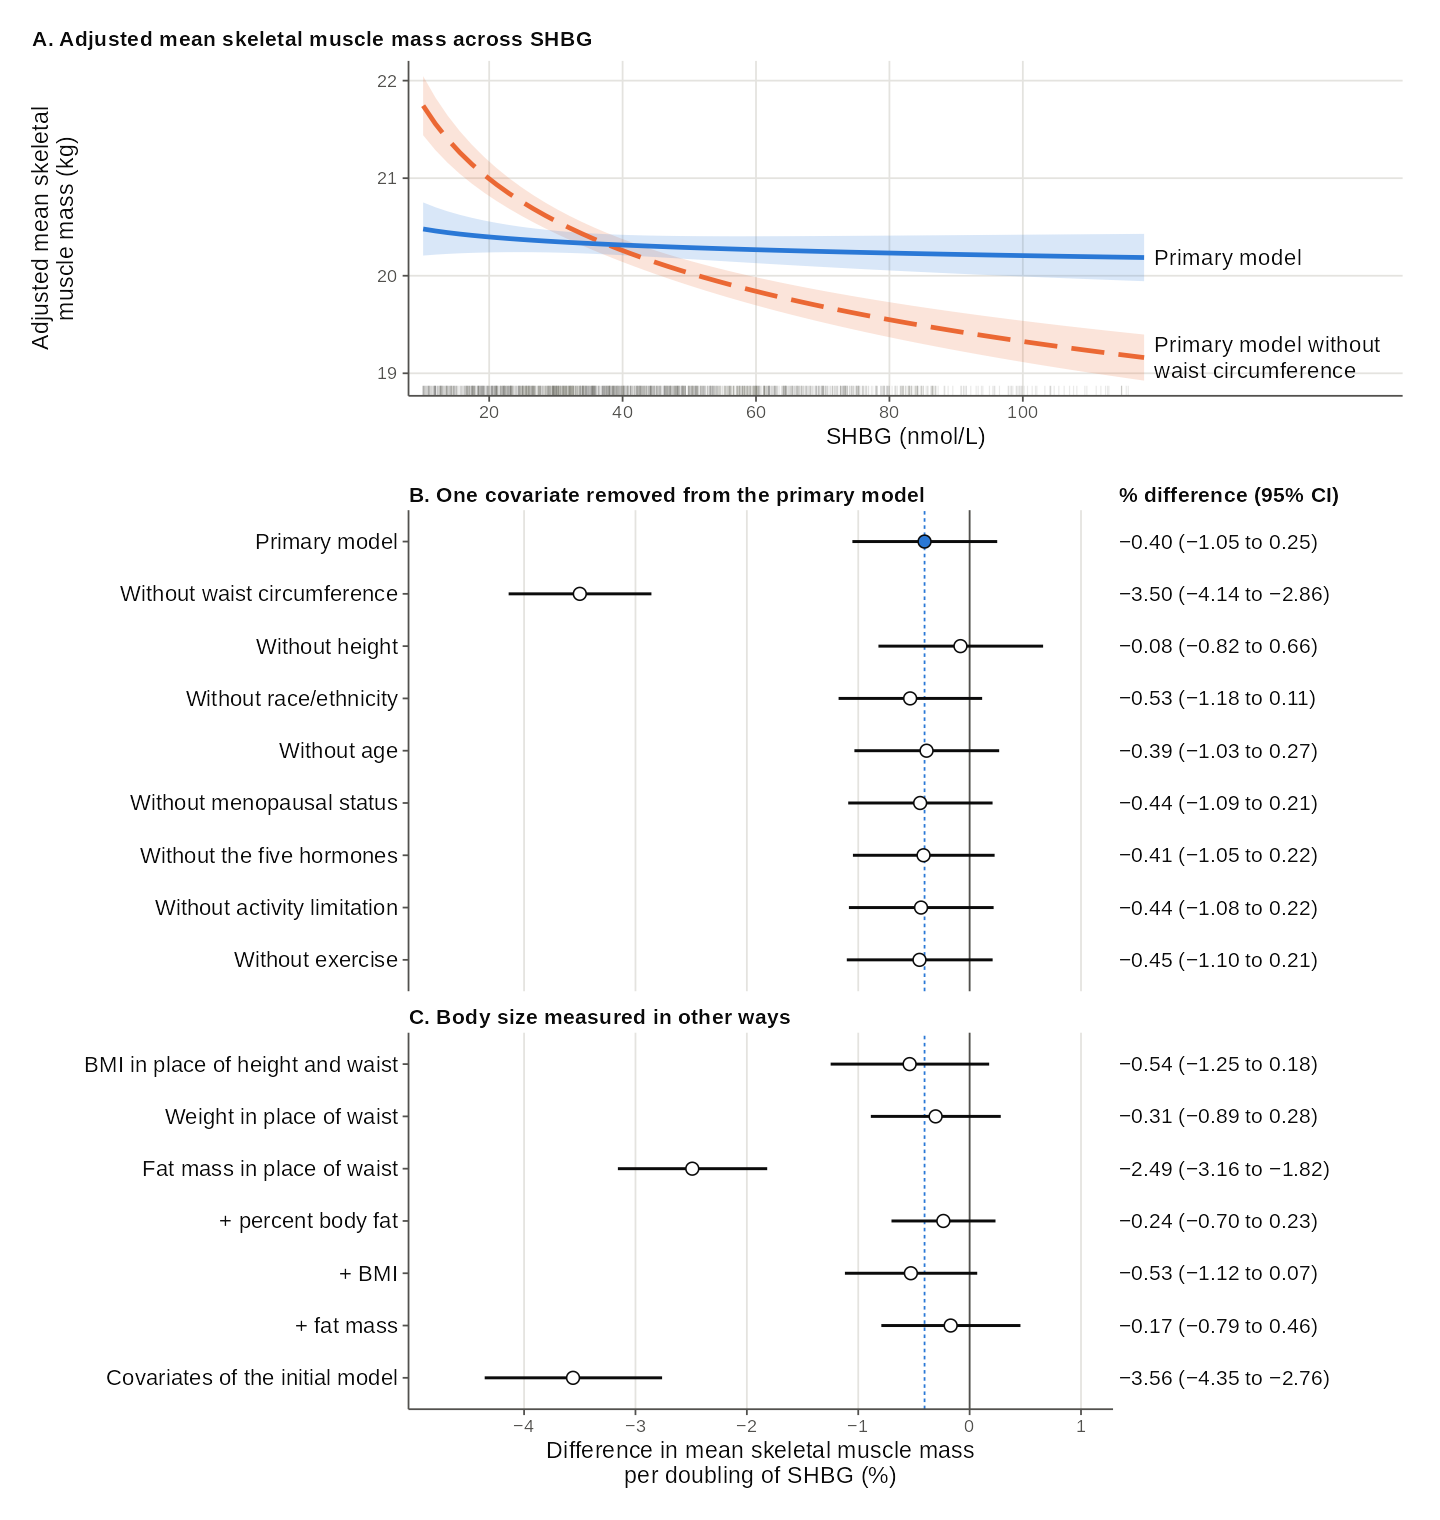 A. Adjusted mean skeletal muscle mass across SHBG
Adjusted mean skeletal
muscle mass (kg)
22
21
20
19
Primary model
Primary model without
waist circumference
20 40 60 80 100
SHBG (nmol/L)
B. One covariate removed from the primary model % difference (95% CI)
Primary model −0.40 (−1.05 to 0.25)
Without waist circumference −3.50 (−4.14 to −2.86)
Without height −0.08 (−0.82 to 0.66)
Without race/ethnicity −0.53 (−1.18 to 0.11)
Without age −0.39 (−1.03 to 0.27)
Without menopausal status −0.44 (−1.09 to 0.21)
Without the five hormones −0.41 (−1.05 to 0.22)
Without activity limitation −0.44 (−1.08 to 0.22)
Without exercise −0.45 (−1.10 to 0.21)
C. Body size measured in other ways
BMI in place of height and waist −0.54 (−1.25 to 0.18)
Weight in place of waist −0.31 (−0.89 to 0.28)
Fat mass in place of waist −2.49 (−3.16 to −1.82)
+ percent body fat −0.24 (−0.70 to 0.23)
+ BMI −0.53 (−1.12 to 0.07)
+ fat mass −0.17 (−0.79 to 0.46)
Covariates of the initial model −3.56 (−4.35 to −2.76)
−4 −3 −2 −1 0 1
Difference in mean skeletal muscle mass
per doubling of SHBG (%)